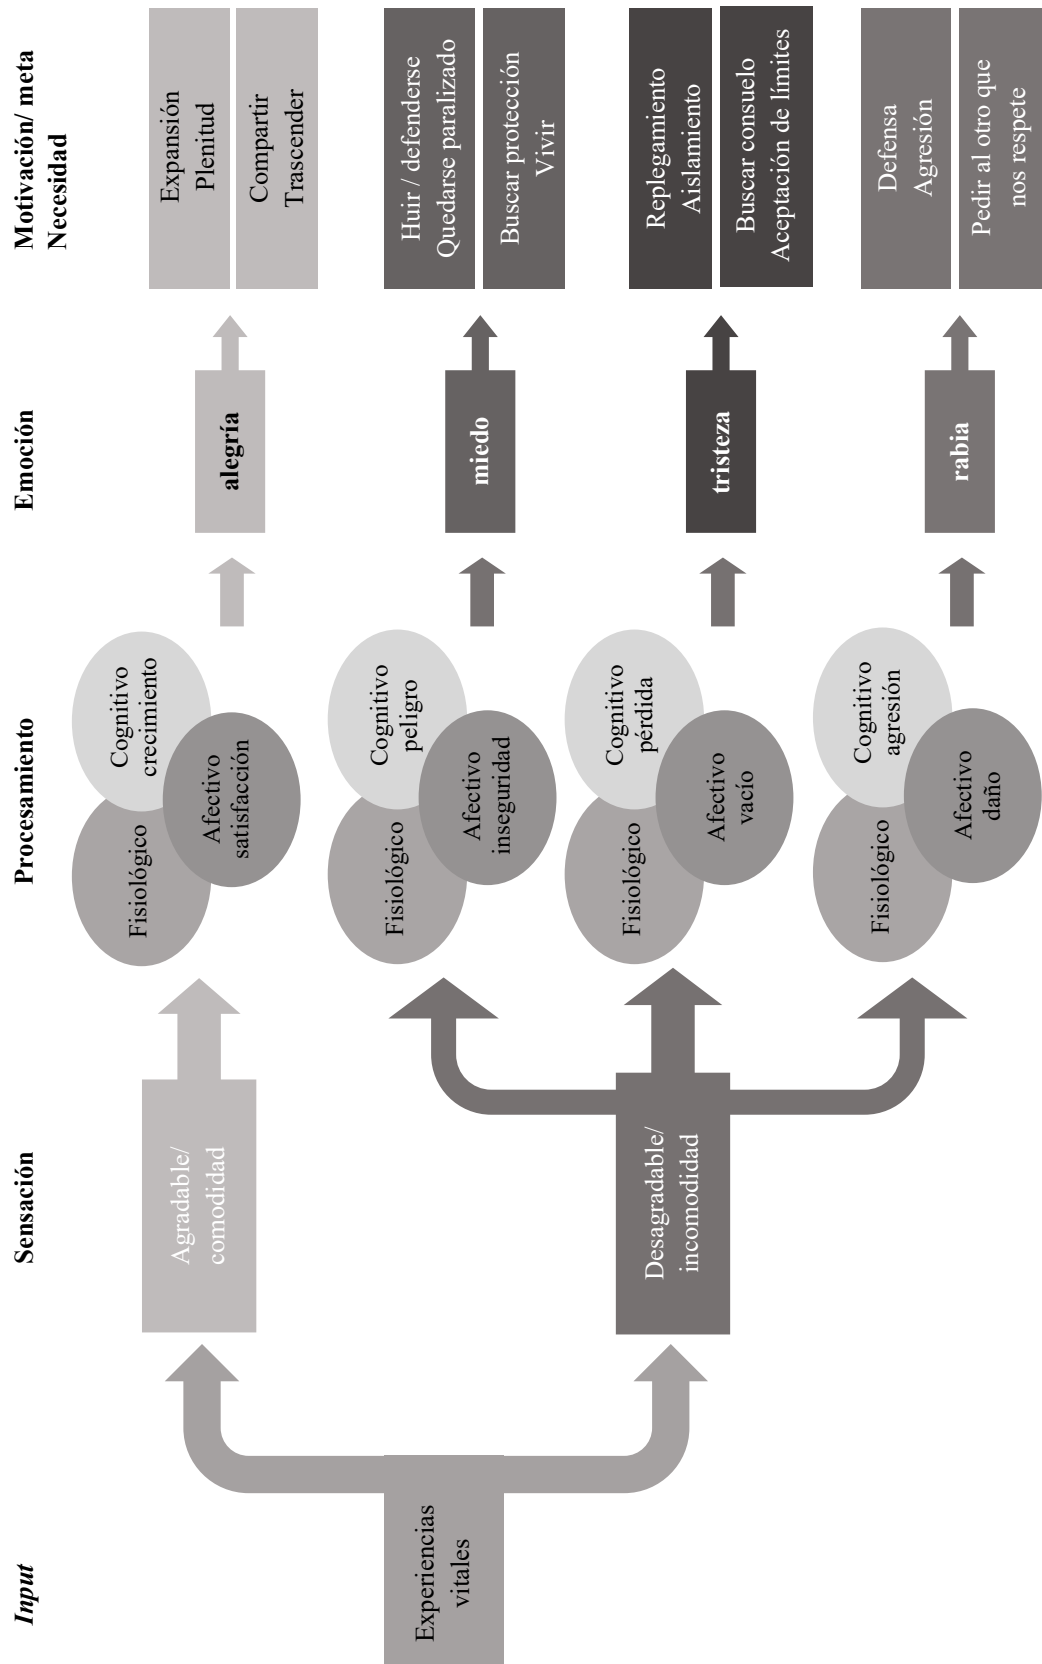 Input
Sensación
Procesamiento
Emoción
Motivación/ meta
Necesidad
Experiencias
vitales
Agradable/
comodidad
Fisiológico
Cognitivo
crecimiento
Afectivo
satisfacción
alegría
Expansión
Plenitud
Compartir
Trascender
Desagradable/
incomodidad
Fisiológico
Cognitivo
peligro
Afectivo
inseguridad
miedo
Huir / defenderse
Quedarse paralizado
Buscar protección
Vivir
Fisiológico
Cognitivo
pérdida
Afectivo
vacío
tristeza
Replegamiento
Aislamiento
Buscar consuelo
Aceptación de límites
Fisiológico
Cognitivo
agresión
Afectivo
daño
rabia
Defensa
Agresión
Pedir al otro que
nos respete